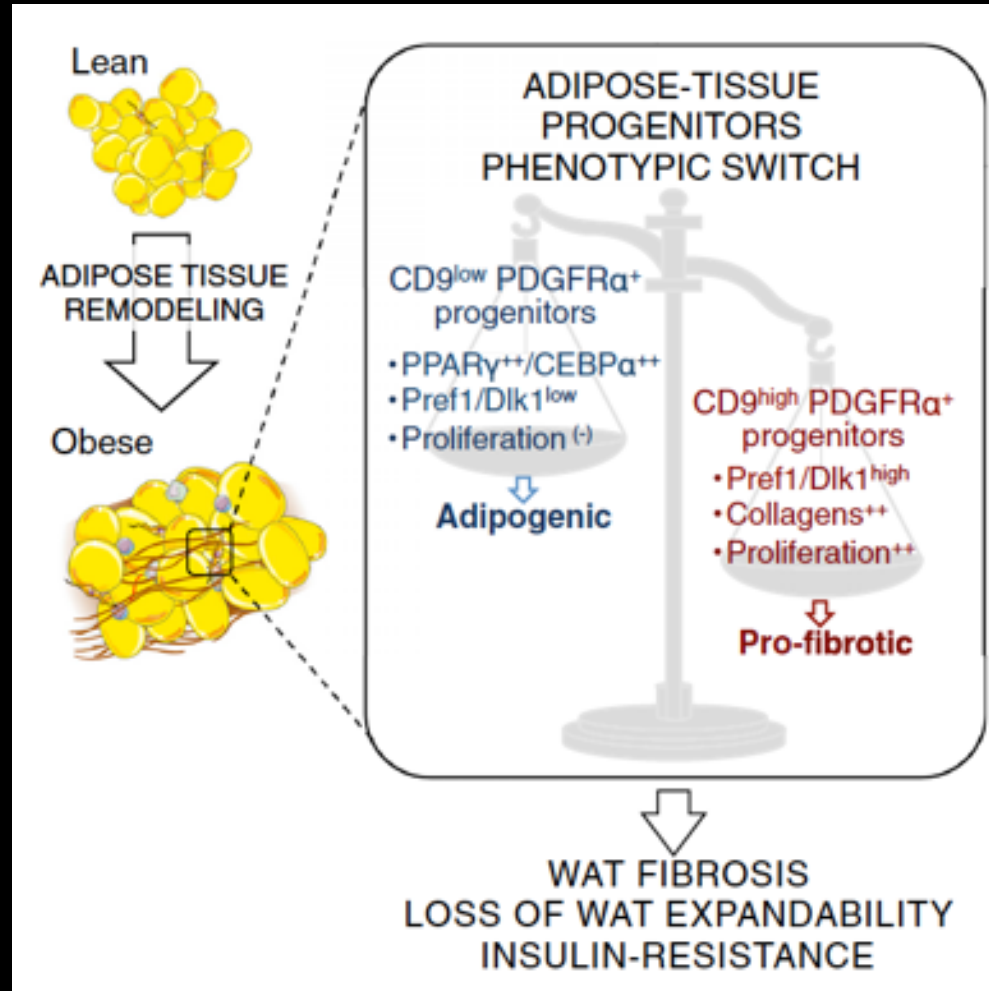 Lean
ADIPOSE TISSUE
REMODELING
Obese
ADIPOSE-TISSUE
PROGENITORS
PHENOTYPIC SWITCH
CD9ˡᵒʷ PDGFRα⁺
progenitors
•PPARγ⁺⁺/CEBPα⁺⁺
•Pref1/Dlk1ˡᵒʷ
•Proliferation ⁽⁻⁾
Adipogenic
CD9ʰⁱᵍʰ PDGFRα⁺
progenitors
•Pref1/Dlk1ʰⁱᵍʰ
•Collagens⁺⁺
•Proliferation⁺⁺
Pro-fibrotic
WAT FIBROSIS
LOSS OF WAT EXPANDABILITY
INSULIN-RESISTANCE